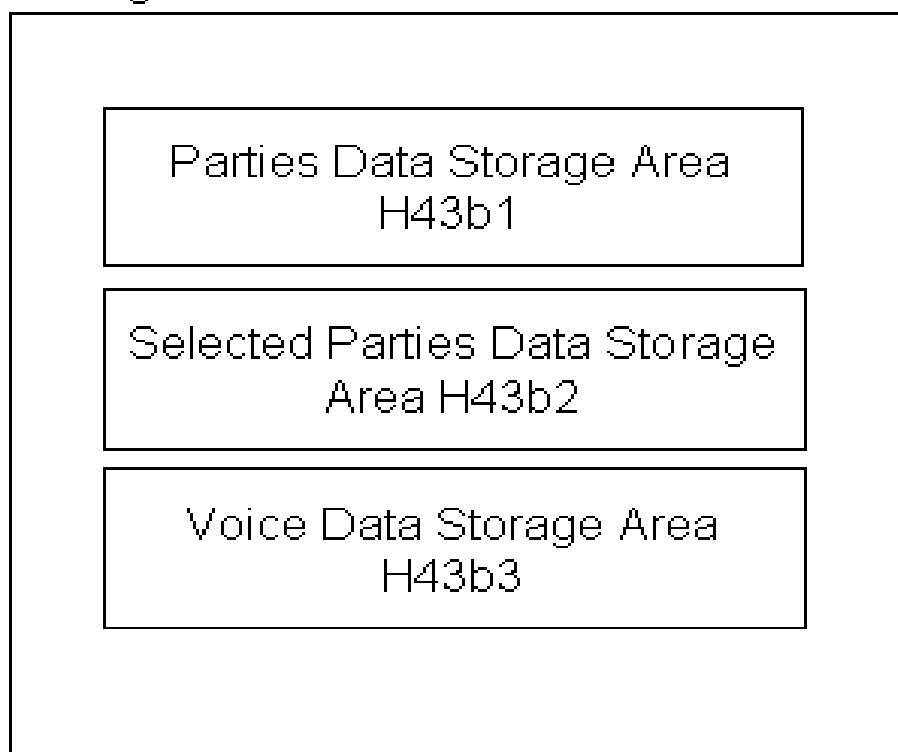 Parties Data Storage Area
H43b1
Selected Parties Data Storage
Area H43b2
Voice Data Storage Area
H43b3